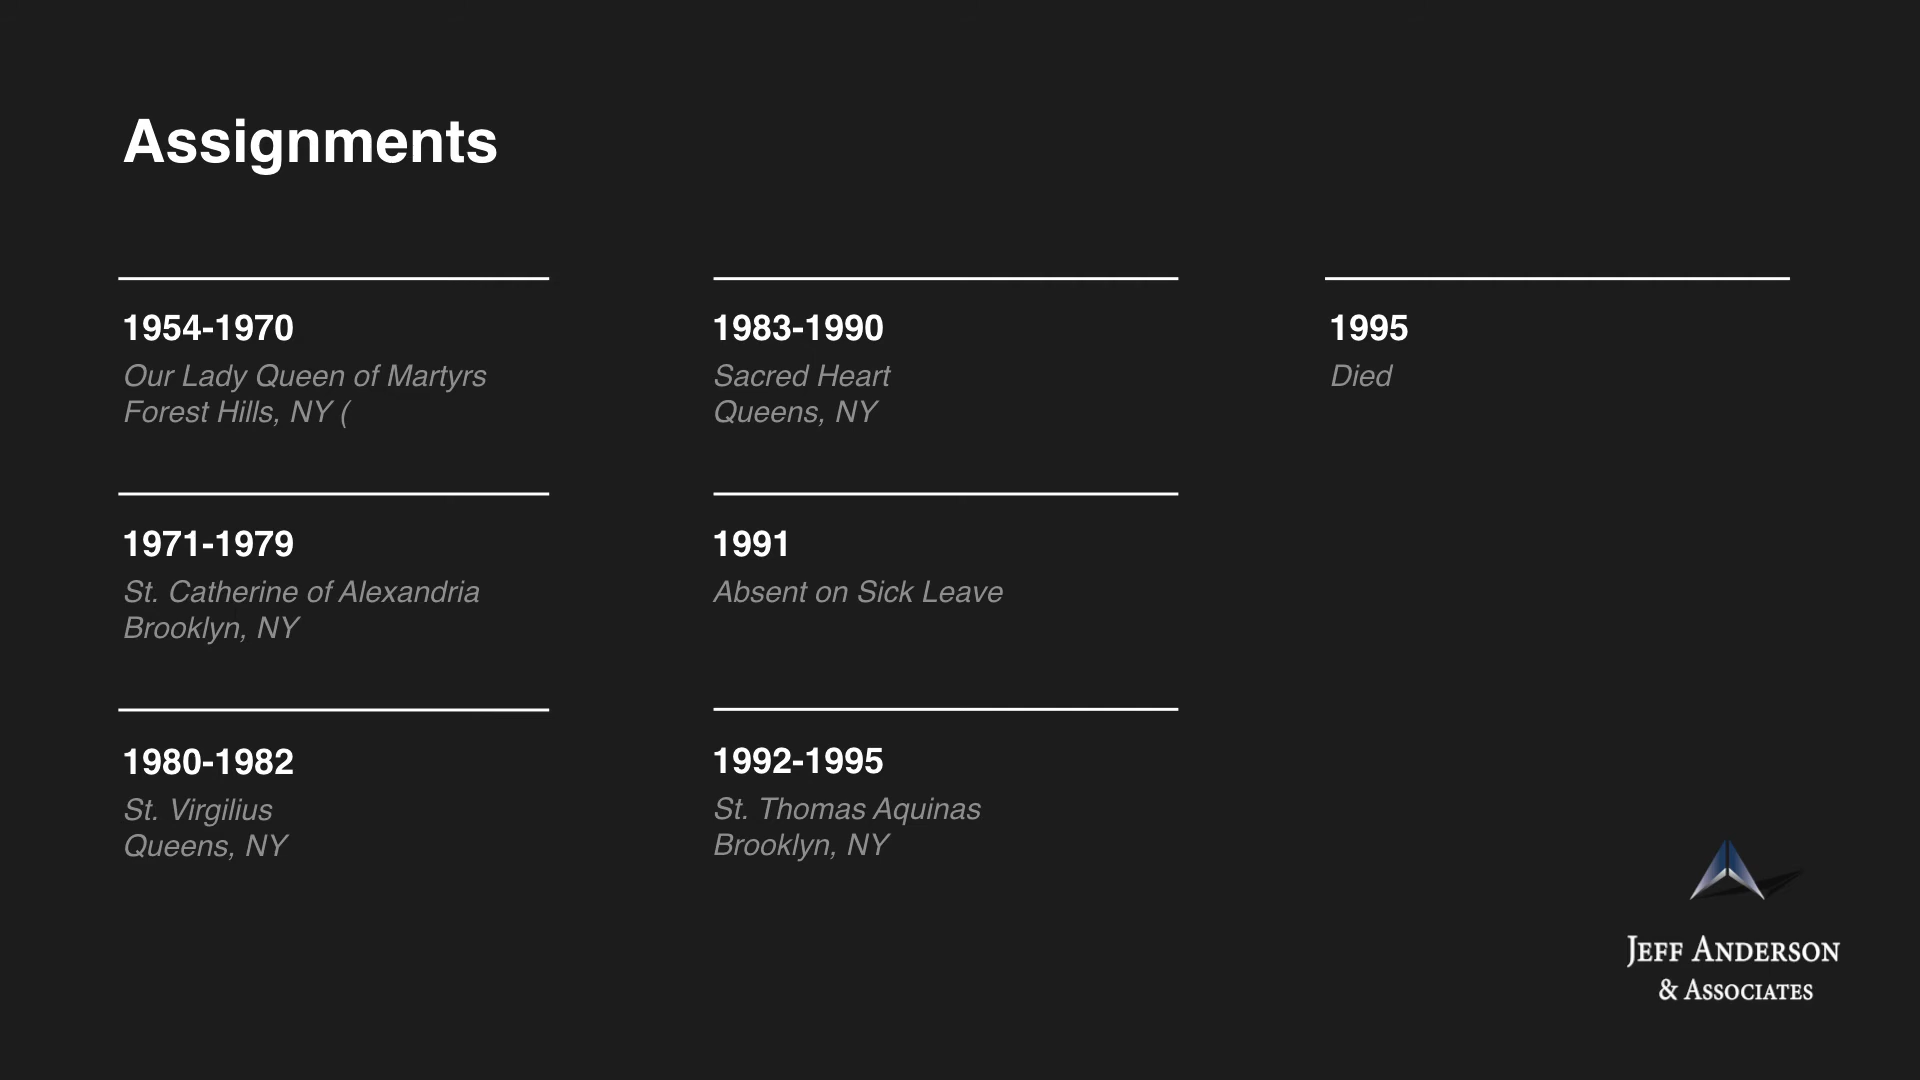 Assignments
1954-1970
Our Lady Queen of Martyrs
Forest Hills, NY (
1971-1979
St. Catherine of Alexandria
Brooklyn, NY
1980-1982
St. Virgilius
Queens, NY
1983-1990
Sacred Heart
Queens, NY
1991
Absent on Sick Leave
1992-1995
St. Thomas Aquinas
Brooklyn, NY
1995
Died
JEFF ANDERSON
& ASSOCIATES